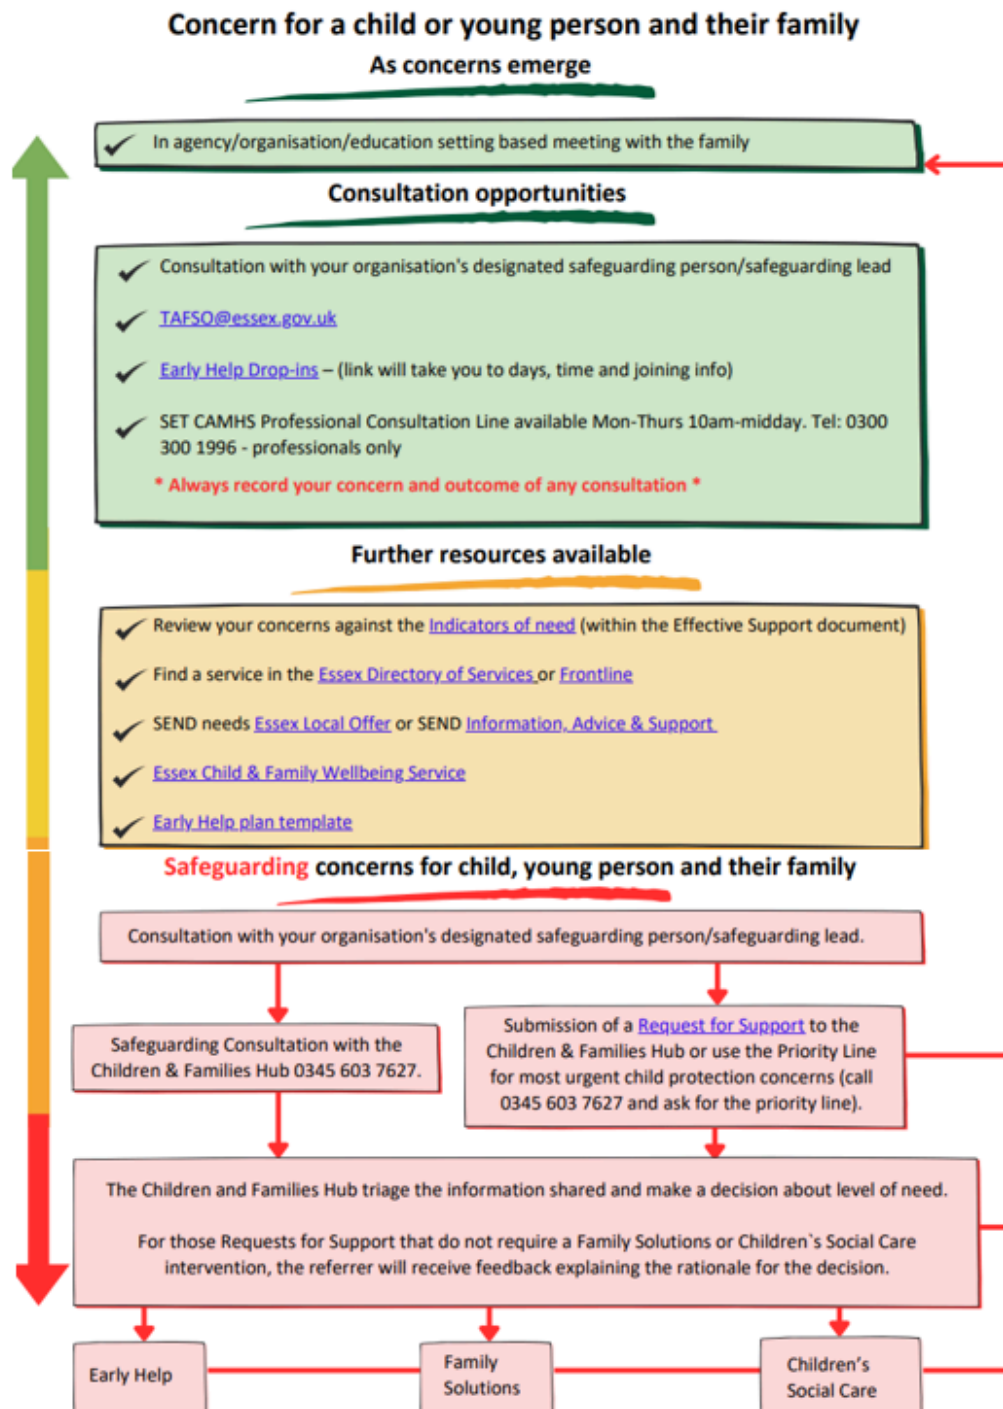 Concern for a child or young person and their family
As concerns emerge
In agency/organisation/education setting based meeting with the family
Consultation opportunities
Consultation with your organisation's designated safeguarding person/safeguarding lead
TAFSO@essex.gov.uk
Early Help Drop-ins – (link will take you to days, time and joining info)
SET CAMHS Professional Consultation Line available Mon-Thurs 10am-midday. Tel: 0300
300 1996 - professionals only
* Always record your concern and outcome of any consultation *
Further resources available
Review your concerns against the Indicators of need (within the Effective Support document)
Find a service in the Essex Directory of Services or Frontline
SEND needs Essex Local Offer or SEND Information, Advice & Support
Essex Child & Family Wellbeing Service
Early Help plan template
Safeguarding concerns for child, young person and their family
Consultation with your organisation's designated safeguarding person/safeguarding lead.
Safeguarding Consultation with the
Children & Families Hub 0345 603 7627.
Submission of a Request for Support to the
Children & Families Hub or use the Priority Line
for most urgent child protection concerns (call
0345 603 7627 and ask for the priority line).
The Children and Families Hub triage the information shared and make a decision about level of need.
For those Requests for Support that do not require a Family Solutions or Children`s Social Care
intervention, the referrer will receive feedback explaining the rationale for the decision.
Early Help
Family
Solutions
Children's
Social Care